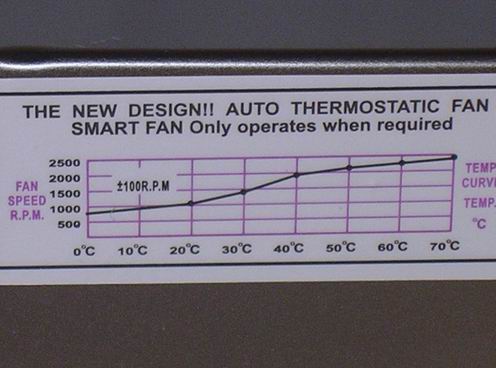 THE NEW DESIGN!! AUTO THERMOSTATIC FAN
SMART FAN Only operates when required
FAN
SPEED
R.P.M.
2500
2000
1500
1000
500
±100R.P.M
0°C 10°C 20°C 30°C 40°C 50°C 60°C 70°C
TEMP
CURVE
TEMP.
°C